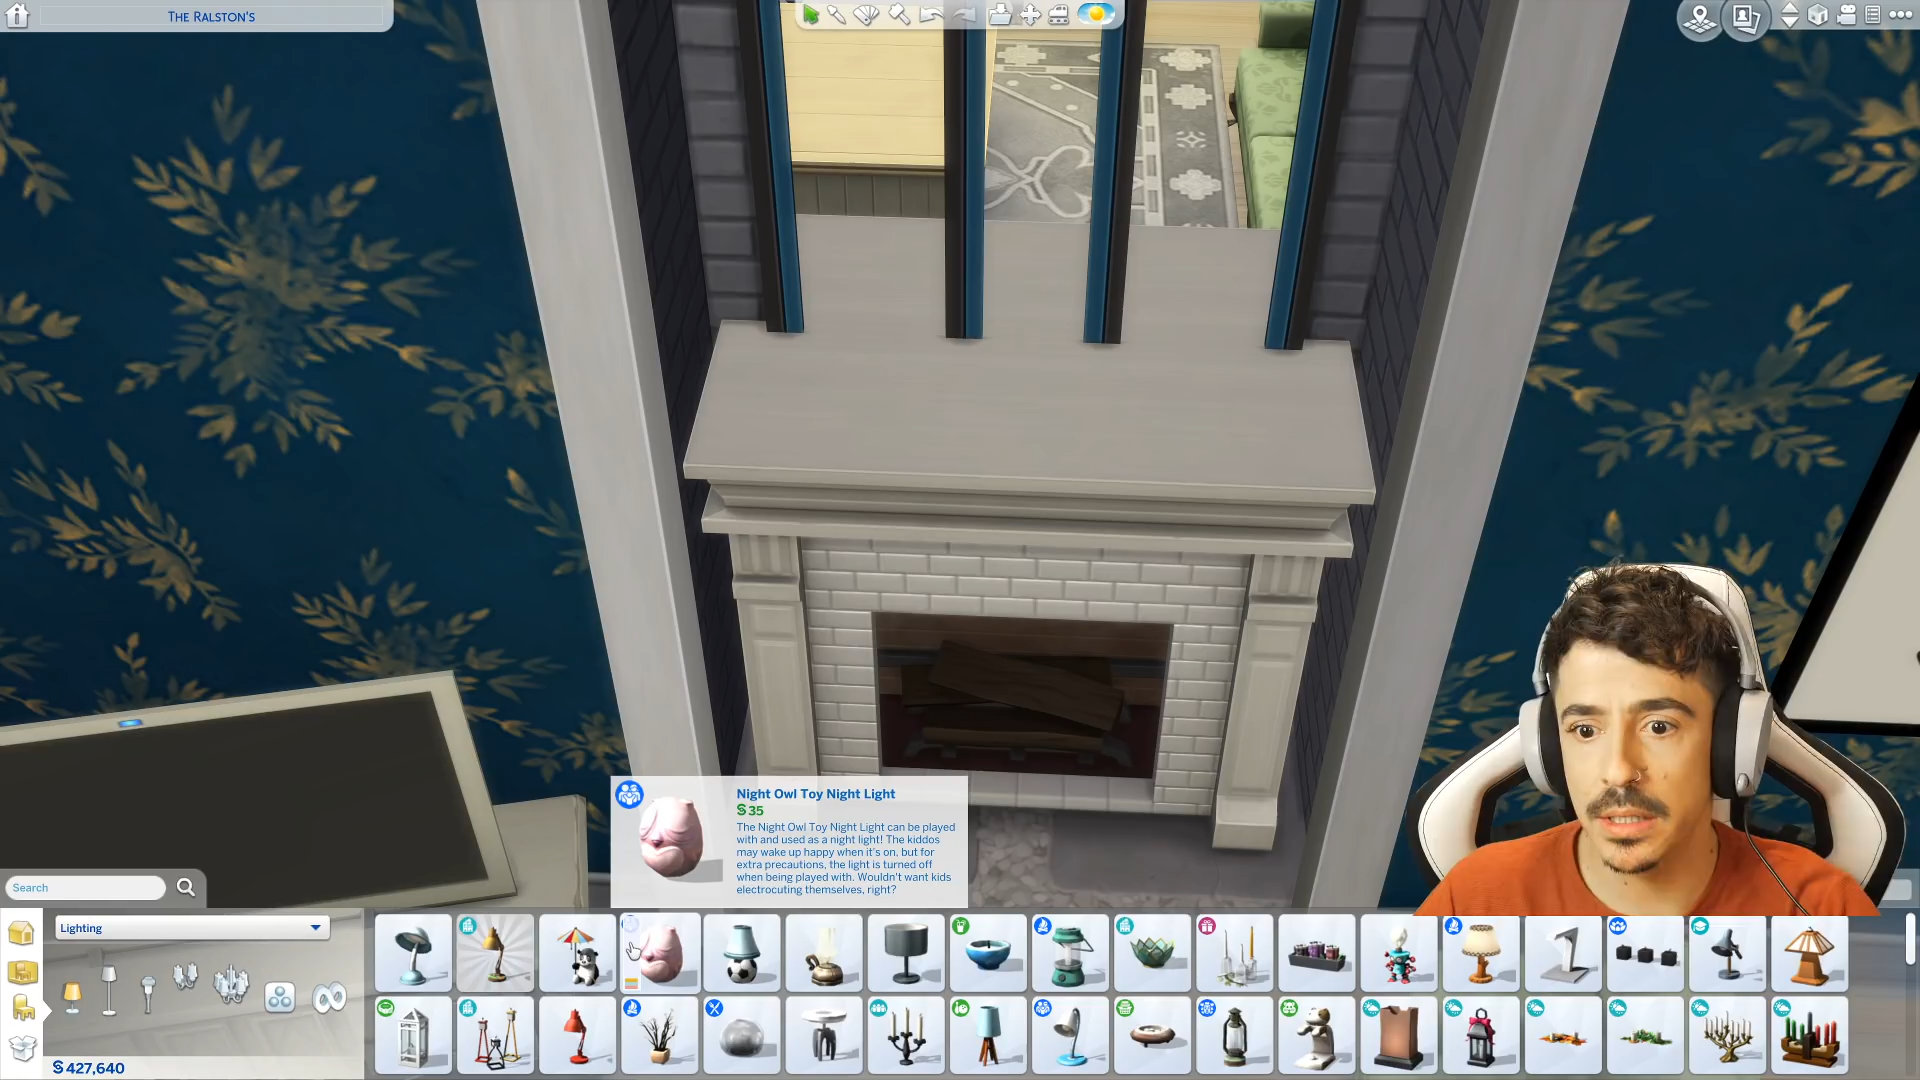 The Ralston's
Night Owl Toy Night Light
§35
The Night Owl Toy Night Light can be played
with and used as a night light! The kiddos
may wake up happy when it's on, but for
extra precautions, the light is turned off
when being played with. Wouldn't want kids
electrocuting themselves, right?
Search
Lighting
§427,640